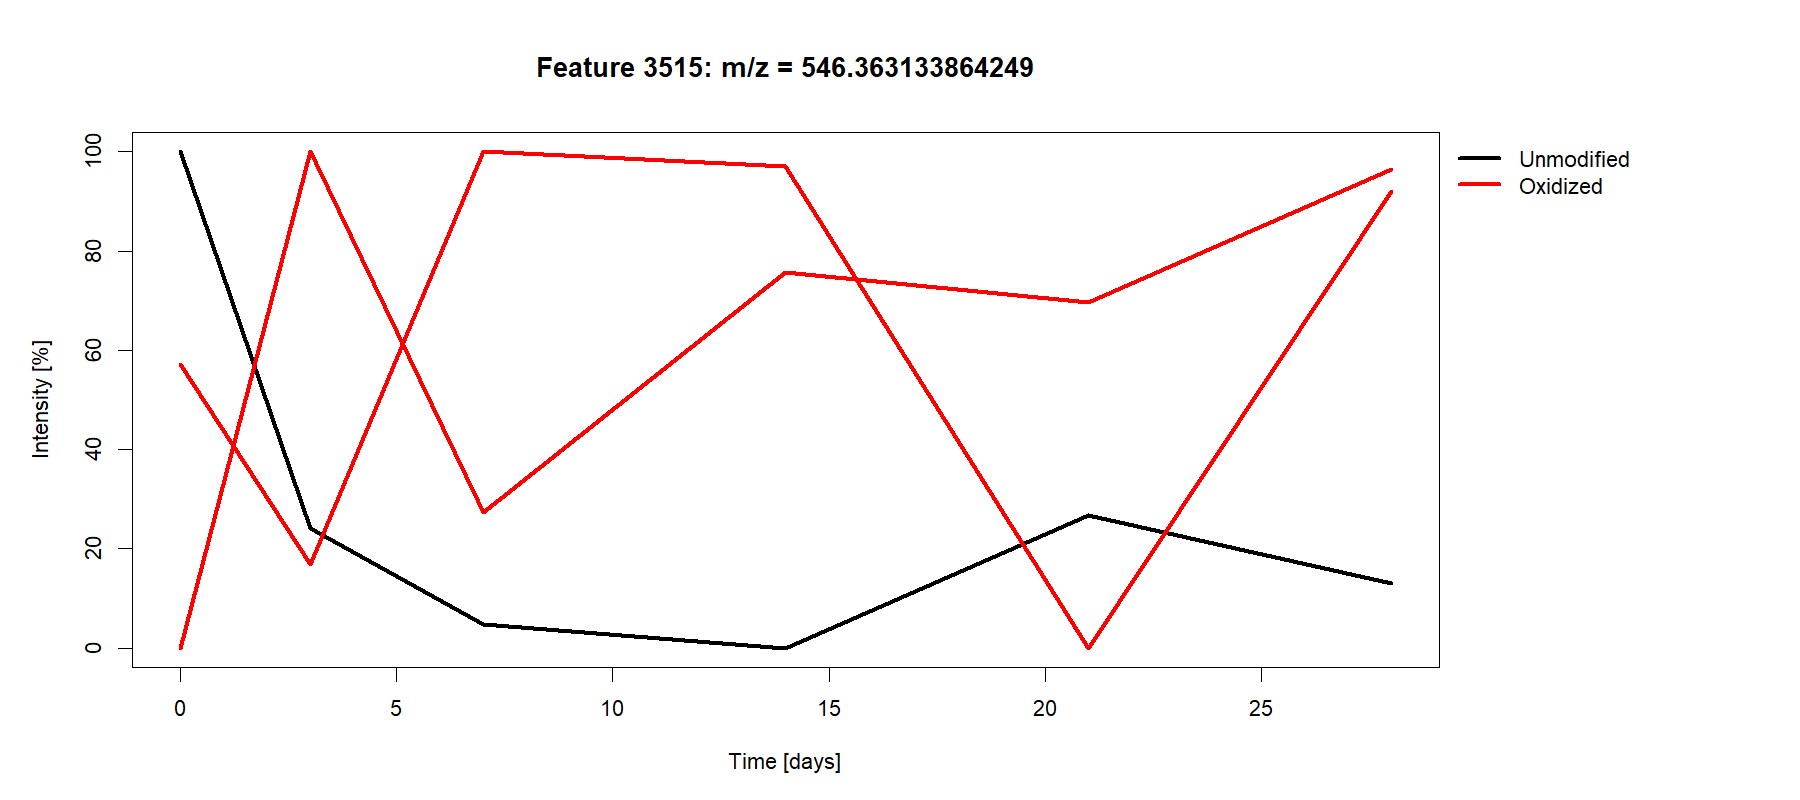 Feature 3515: m/z = 546.363133864249
Unmodified
Oxidized
Intensity [%]
100
80
60
40
20
0
0 5 10 15 20 25
Time [days]